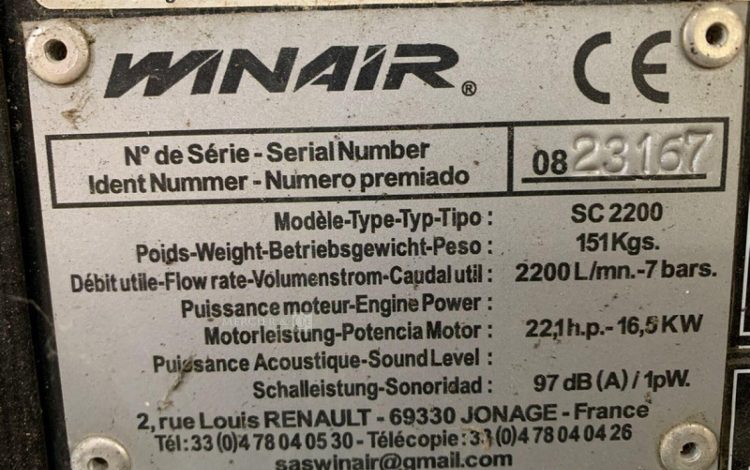 WINAIR® CE
N° de Série - Serial Number
Ident Nummer - Numero premiado
08 23167
Modèle-Type-Typ-Tipo : SC 2200
Poids-Weight-Betriebsgewicht-Peso : 151Kgs.
Débit utile-Flow rate-Volumenstrom-Caudal util : 2200 L/mn.-7 bars.
Puissance moteur-Engine Power :
Motorleistung-Potencia Motor : 22,1 h.p. - 16,5 KW
Puissance Acoustique-Sound Level :
Schalleistung-Sonoridad : 97 dB (A) / 1pW.
2, rue Louis RENAULT - 69330 JONAGE - France
Tél : 33 (0)4 78 04 05 30 - Télécopie : 33 (0)4 78 04 04 26
saswinair@gmail.com